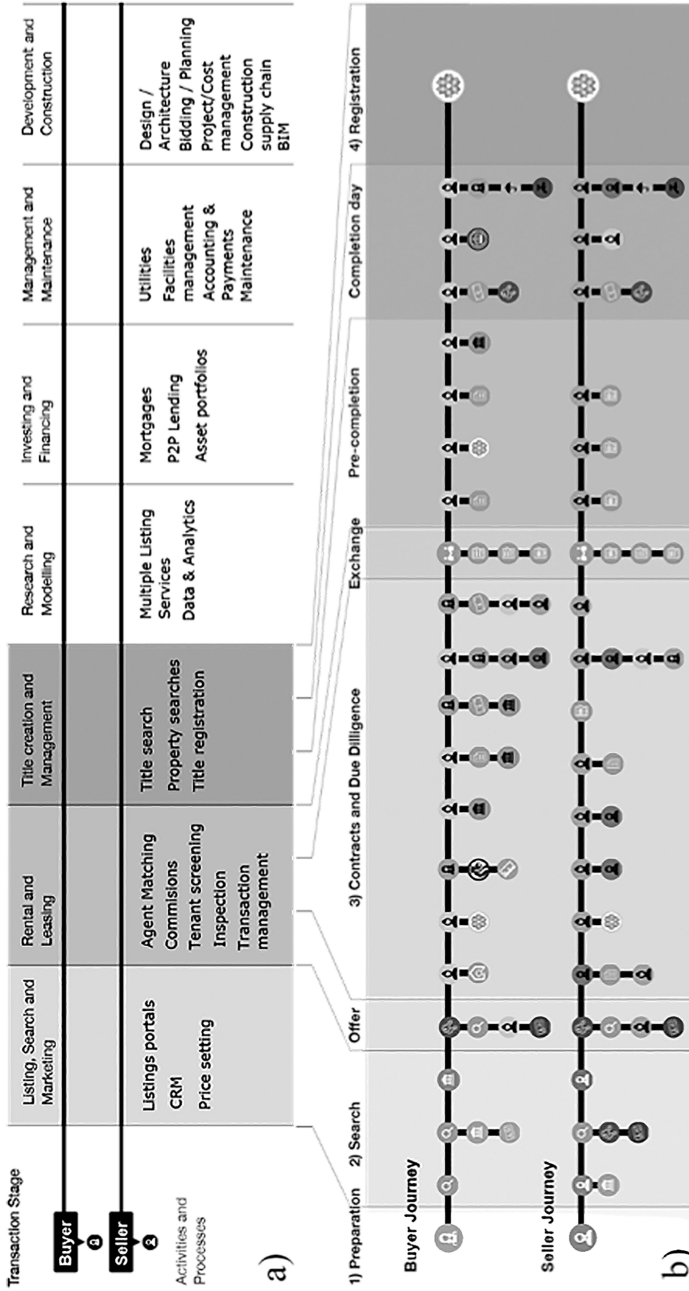 Transaction Stage
Listing, Search and
Marketing
Rental and
Leasing
Title creation and
Management
Research and
Modelling
Investing and
Financing
Management and
Maintenance
Development and
Construction
Buyer
Seller
Activities and
Processes
Listings portals
CRM
Price setting
Agent Matching
Commisions
Tenant screening
Inspection
Transaction
management
Title search
Property searches
Title registration
Multiple Listing
Services
Data & Analytics
Mortgages
P2P Lending
Asset portfolios
Utilities
Facilities
management
Accounting &
Payments
Maintenance
Design /
Architecture
Bidding / Planning
Project/Cost
management
Construction
supply chain
BIM
a)
1) Preparation
2) Search
Offer
3) Contracts and Due Dilligence
Exchange
Pre-completion
Completion day
4) Registration
Buyer Journey
Seller Journey
b)